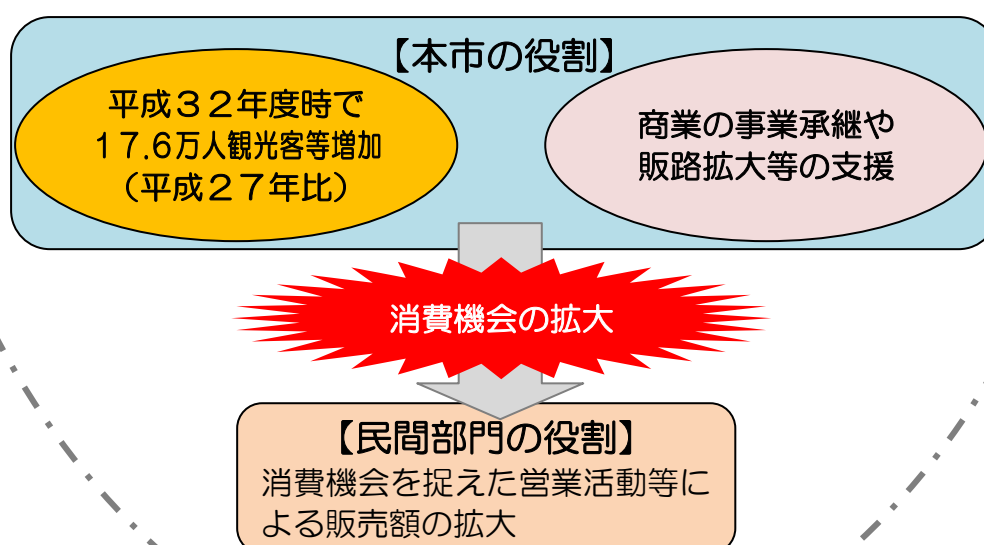 【本市の役割】
平成３２年度時で
１７.６万人観光客等増加
（平成２７年比）
商業の事業承継や
販路拡大等の支援
消費機会の拡大
【民間部門の役割】
消費機会を捉えた営業活動等に
よる販売額の拡大